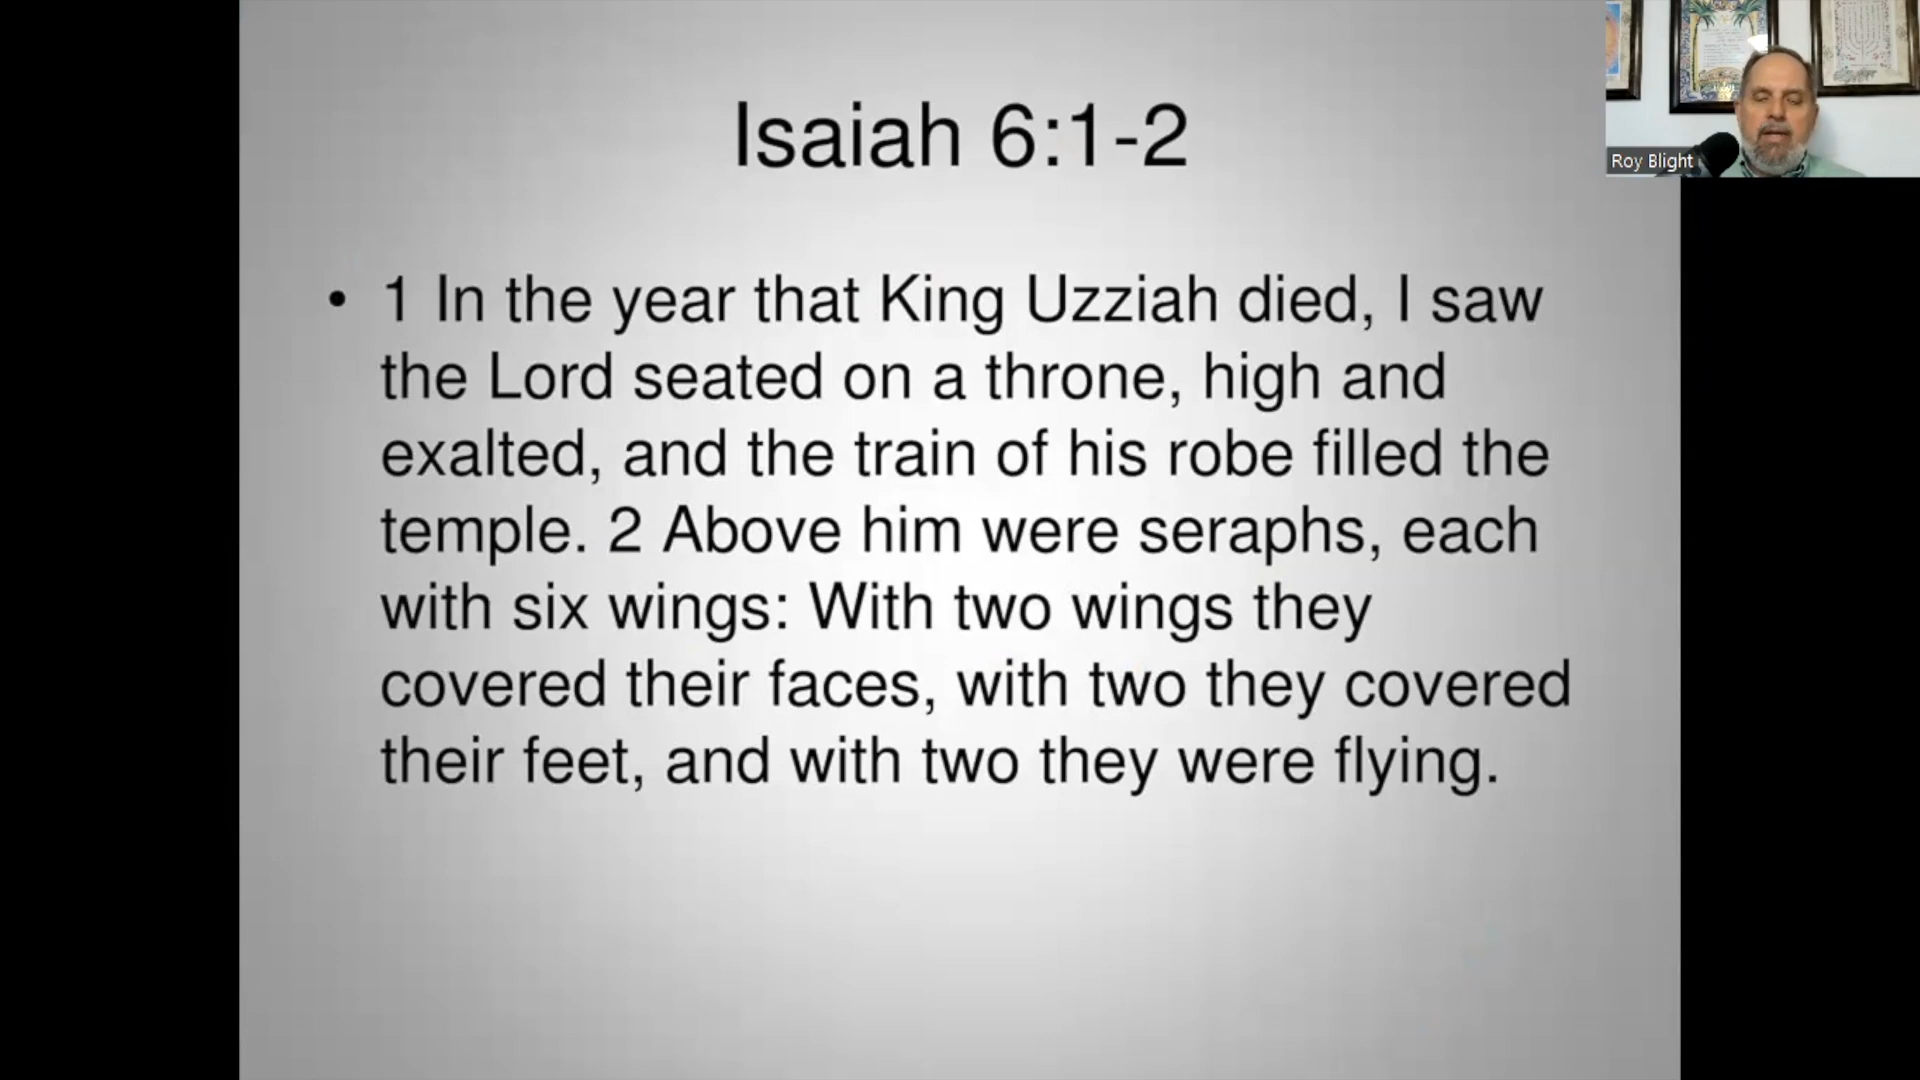 Isaiah 6:1-2
Roy Blight
• 1 In the year that King Uzziah died, I saw
the Lord seated on a throne, high and
exalted, and the train of his robe filled the
temple. 2 Above him were seraphs, each
with six wings: With two wings they
covered their faces, with two they covered
their feet, and with two they were flying.